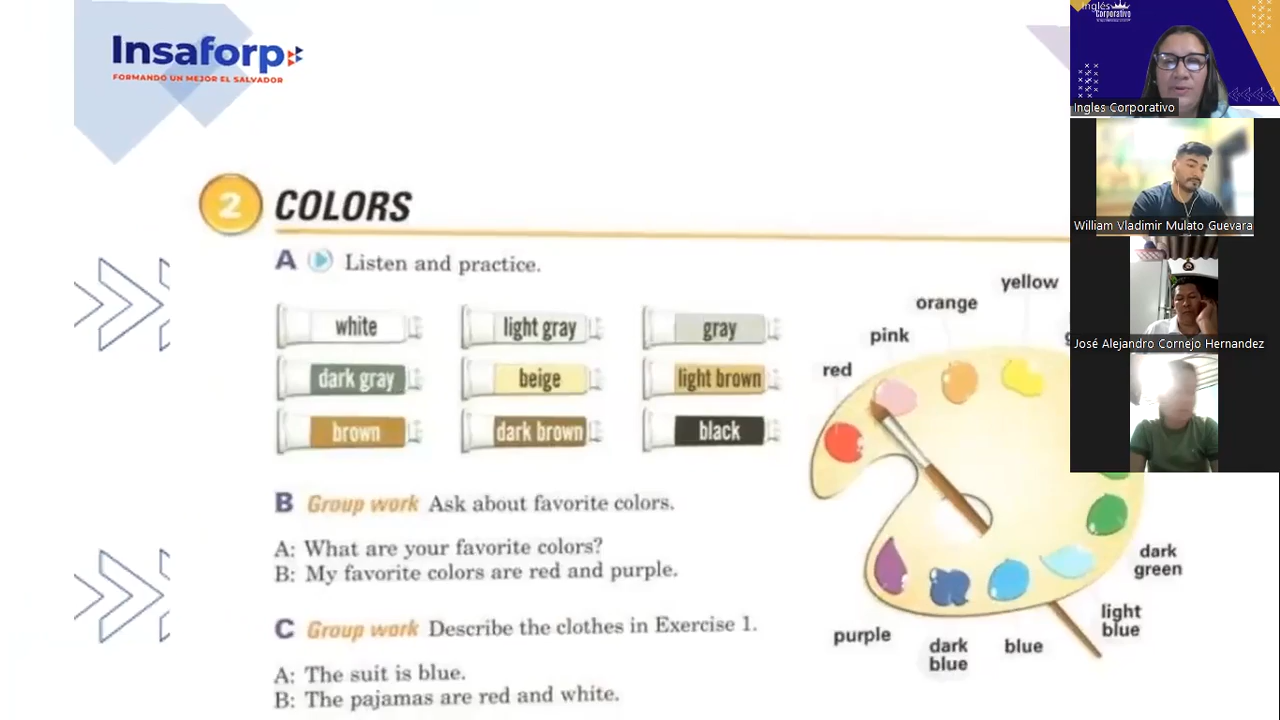 Insaforp
FORMANDO UN MEJOR EL SALVADOR
2 COLORS
A Listen and practice.
white light gray gray
dark gray beige light brown
brown dark brown black
yellow
orange
pink
red
dark
green
light
blue
purple
dark
blue
blue
B Group work Ask about favorite colors.
A: What are your favorite colors?
B: My favorite colors are red and purple.
C Group work Describe the clothes in Exercise 1.
A: The suit is blue.
B: The pajamas are red and white.
Inglés
corporativo
Ingles Corporativo
William Vladimir Mulato Guevara
José Alejandro Cornejo Hernandez